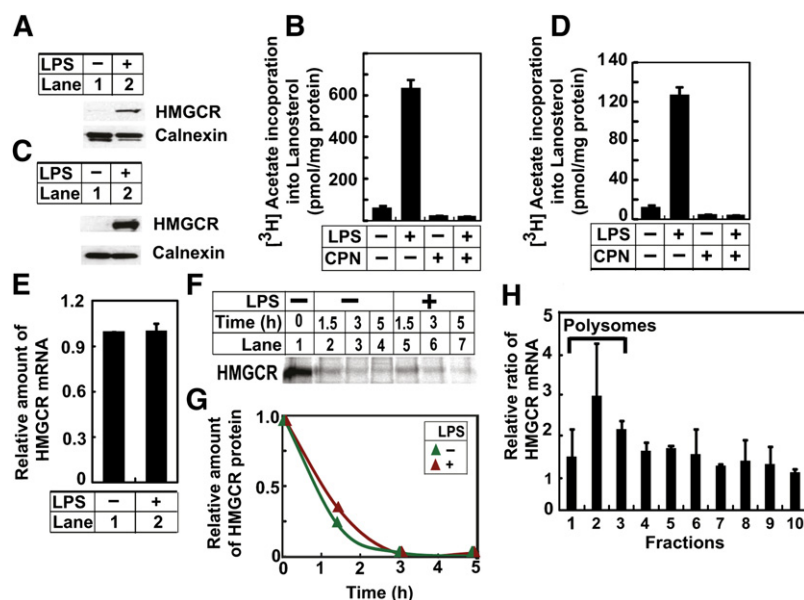 A
LPS − +
Lane 1 2
HMGCR
Calnexin
B
[³H] Acetate incoporation
into Lanosterol
(pmol/mg protein)
600
400
200
0
LPS − + − +
CPN − − + +
C
LPS − +
Lane 1 2
HMGCR
Calnexin
D
[³H] Acetate incoporation
into Lanosterol
(pmol/mg protein)
160
120
80
40
0
LPS − + − +
CPN − − + +
E
Relative amount of
HMGCR mRNA
1.2
0.9
0.6
0.3
0
LPS − +
Lane 1 2
F
LPS − − +
Time (h) 0 1.5 3 5 1.5 3 5
Lane 1 2 3 4 5 6 7
HMGCR
G
Relative amount
of HMGCR protein
1.0
0.5
0
LPS
−
+
0 1 2 3 4 5
Time (h)
H
Relative ratio of
HMGCR mRNA
5
4
3
2
1
0
Polysomes
1 2 3 4 5 6 7 8 9 10
Fractions